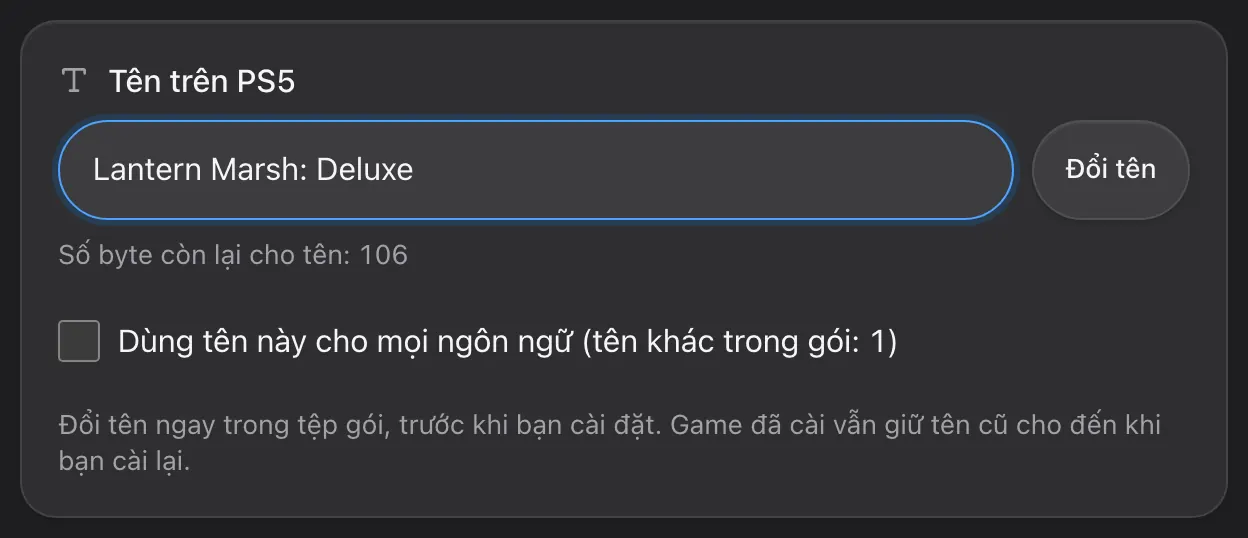 Tên trên PS5
Lantern Marsh: Deluxe
Đổi tên
Số byte còn lại cho tên: 106
Dùng tên này cho mọi ngôn ngữ (tên khác trong gói: 1)
Đổi tên ngay trong tệp gói, trước khi bạn cài đặt. Game đã cài vẫn giữ tên cũ cho đến khi
bạn cài lại.